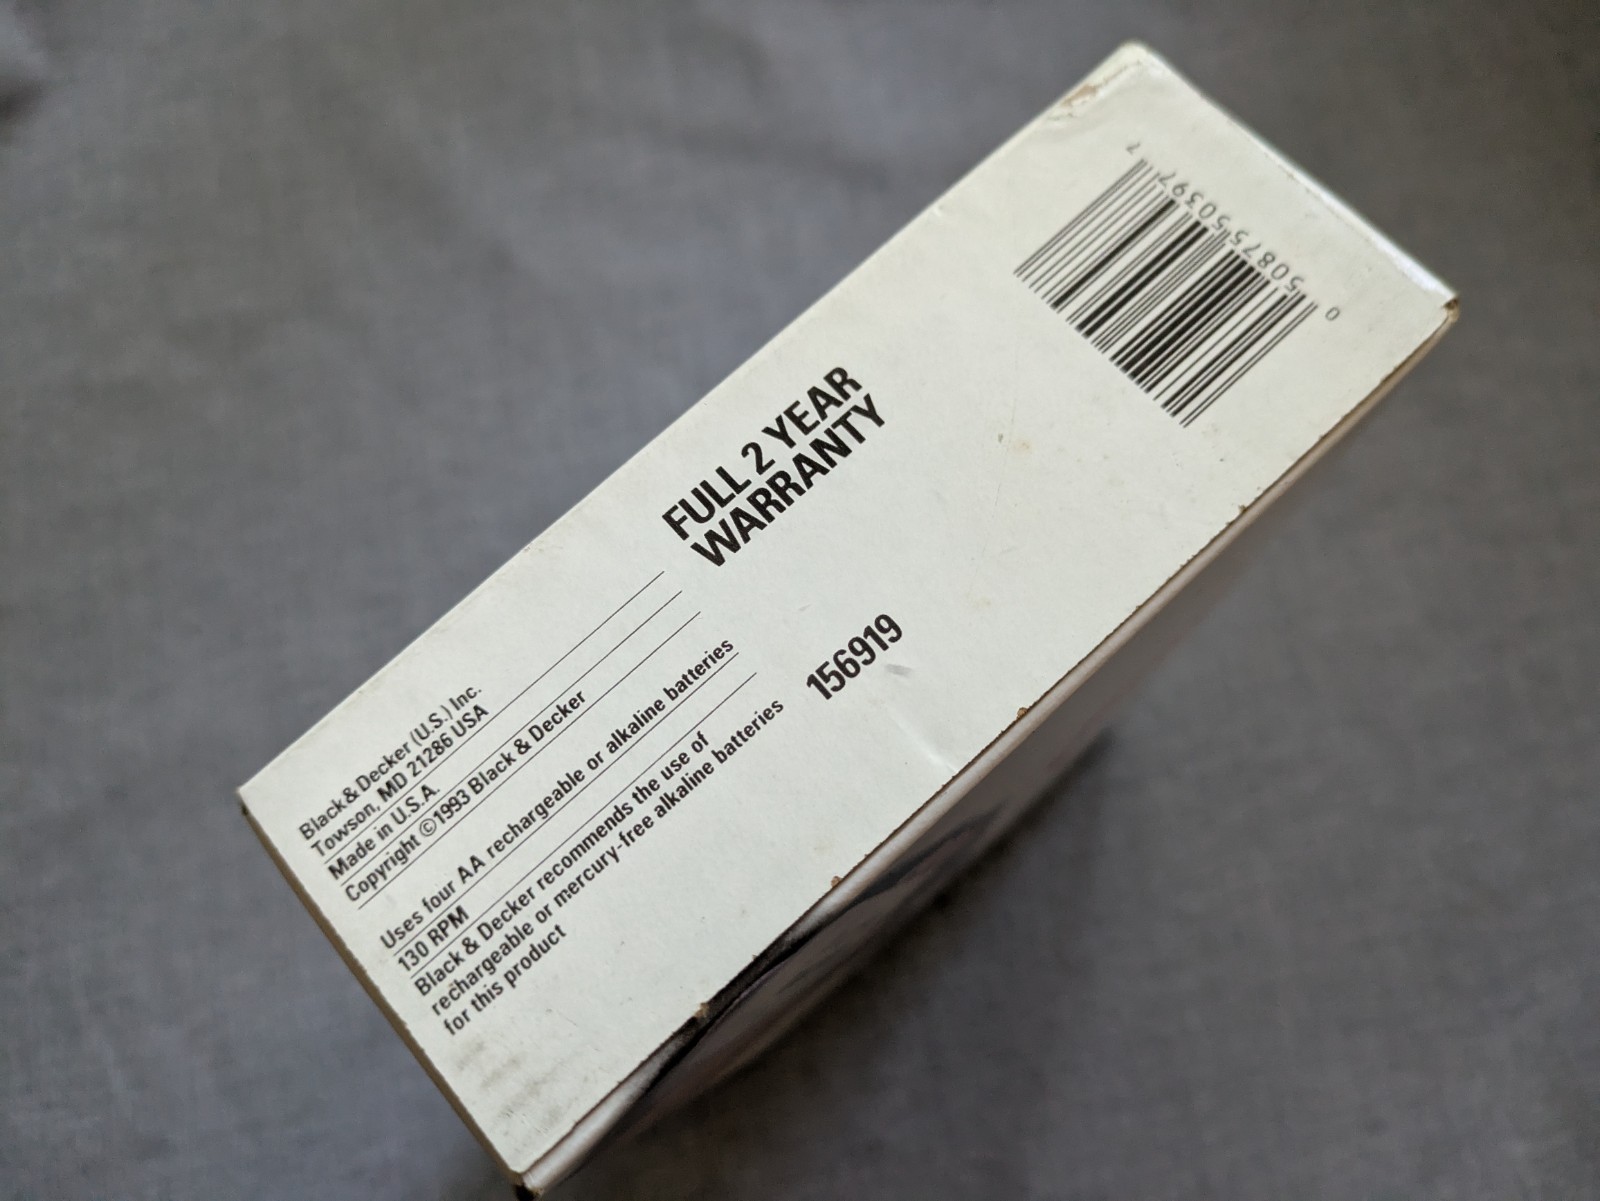 Black & Decker (U.S.) Inc.
Towson, MD 21286 USA
Made in U.S.A.
Copyright ©1993 Black & Decker
Uses four AA rechargeable or alkaline batteries
130 RPM
Black & Decker recommends the use of
rechargeable or mercury-free alkaline batteries
for this product
FULL 2 YEAR
WARRANTY
156919
0 50875 50397 7